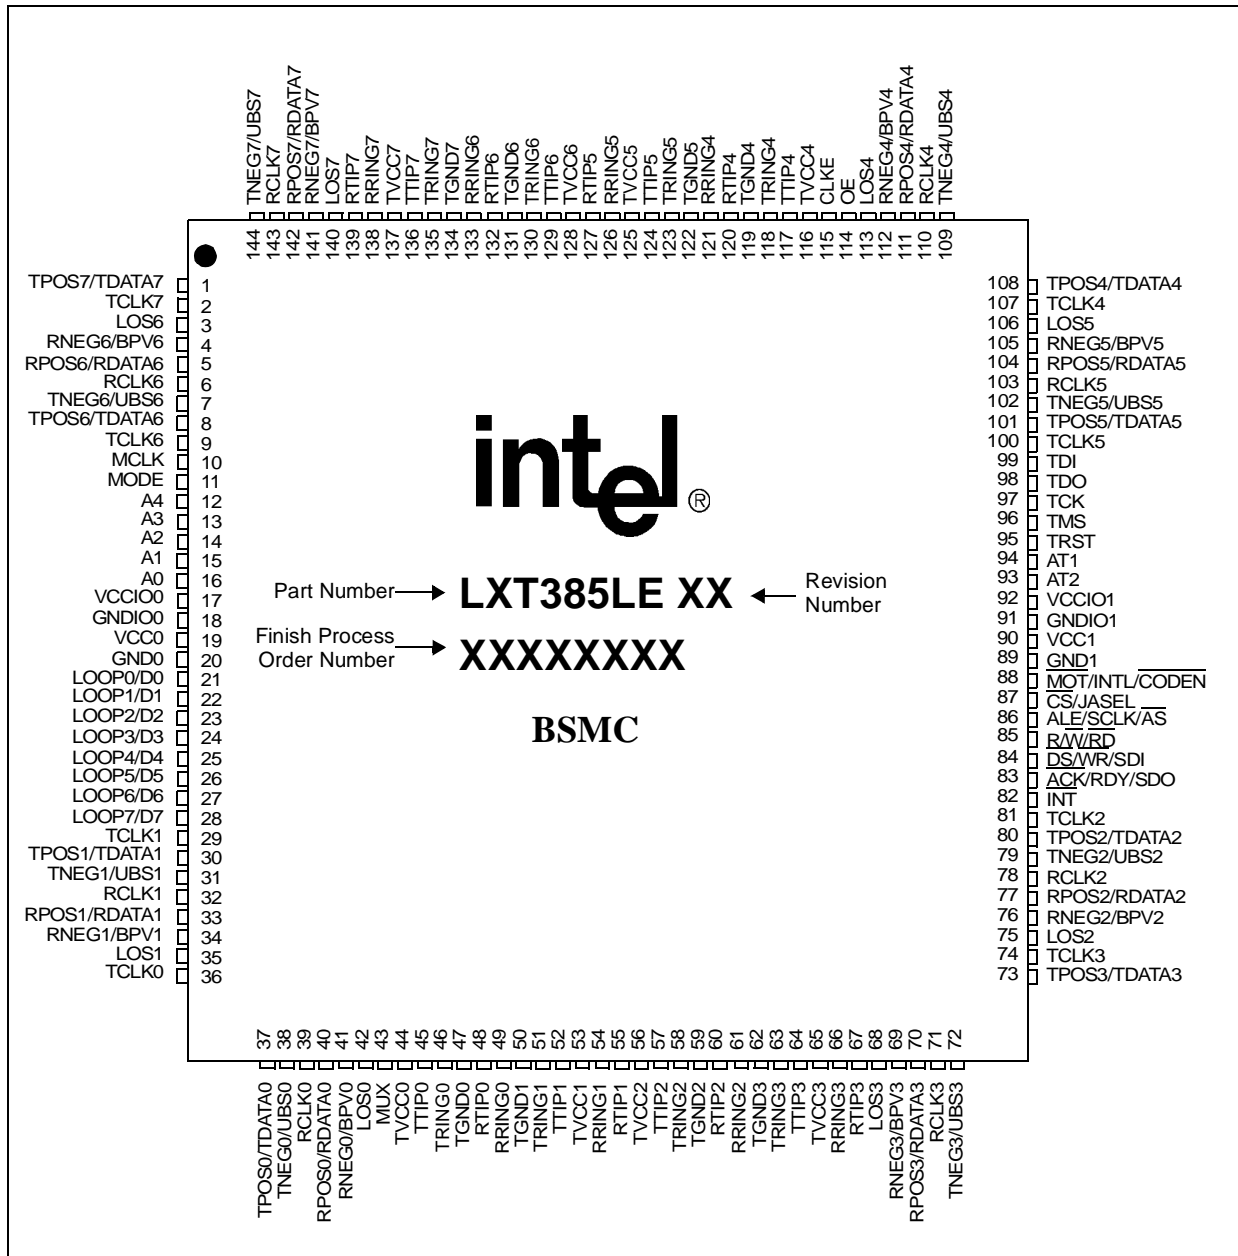 TNEG7/UBS7
RCLK7
RPOS7/RDATA7
RNEG7/BPV7
LOS7
RTIP7
RRING7
TVCC7
TTIP7
TRING7
TGND7
RRING6
RTIP6
TGND6
TRING6
TTIP6
TVCC6
RTIP5
RRING5
TVCC5
TTIP5
TRING5
TGND5
RRING4
RTIP4
TGND4
TRING4
TTIP4
TVCC4
CLKE
OE
LOS4
RNEG4/BPV4
RPOS4/RDATA4
RCLK4
TNEG4/UBS4
144 143 142 141 140 139 138 137 136 135 134 133 132 131 130 129 128 127 126 125 124 123 122 121 120 119 118 117 116 115 114 113 112 111 110 109
TPOS7/TDATA7 1
TCLK7 2
LOS6 3
RNEG6/BPV6 4
RPOS6/RDATA6 5
RCLK6 6
TNEG6/UBS6 7
TPOS6/TDATA6 8
TCLK6 9
MCLK 10
MODE 11
A4 12
A3 13
A2 14
A1 15
A0 16
VCCIO0 17
GNDIO0 18
VCC0 19
GND0 20
LOOP0/D0 21
LOOP1/D1 22
LOOP2/D2 23
LOOP3/D3 24
LOOP4/D4 25
LOOP5/D5 26
LOOP6/D6 27
LOOP7/D7 28
TCLK1 29
TPOS1/TDATA1 30
TNEG1/UBS1 31
RCLK1 32
RPOS1/RDATA1 33
RNEG1/BPV1 34
LOS1 35
TCLK0 36
intel®
Part Number
LXT385LE XX
Revision
Number
Finish Process
Order Number
XXXXXXXX
BSMC
108 TPOS4/TDATA4
107 TCLK4
106 LOS5
105 RNEG5/BPV5
104 RPOS5/RDATA5
103 RCLK5
102 TNEG5/UBS5
101 TPOS5/TDATA5
100 TCLK5
99 TDI
98 TDO
97 TCK
96 TMS
95 TRST
94 AT1
93 AT2
92 VCCIO1
91 GNDIO1
90 VCC1
89 GND1
88 MOT/INTL/CODEN
87 CS/JASEL
86 ALE/SCLK/AS
85 R/W/RD
84 DS/WR/SDI
83 ACK/RDY/SDO
82 INT
81 TCLK2
80 TPOS2/TDATA2
79 TNEG2/UBS2
78 RCLK2
77 RPOS2/RDATA2
76 RNEG2/BPV2
75 LOS2
74 TCLK3
73 TPOS3/TDATA3
37 38 39 40 41 42 43 44 45 46 47 48 49 50 51 52 53 54 55 56 57 58 59 60 61 62 63 64 65 66 67 68 69 70 71 72
TPOS0/TDATA0
TNEG0/UBS0
RCLK0
RPOS0/RDATA0
RNEG0/BPV0
LOS0
MUX
TVCC0
TTIP0
TRING0
TGND0
RTIP0
RRING0
TGND1
TRING1
TTIP1
TVCC1
RRING1
RTIP1
TVCC2
TTIP2
TRING2
TGND2
RTIP2
RRING2
TGND3
TRING3
TTIP3
TVCC3
RRING3
RTIP3
LOS3
RNEG3/BPV3
RPOS3/RDATA3
RCLK3
TNEG3/UBS3